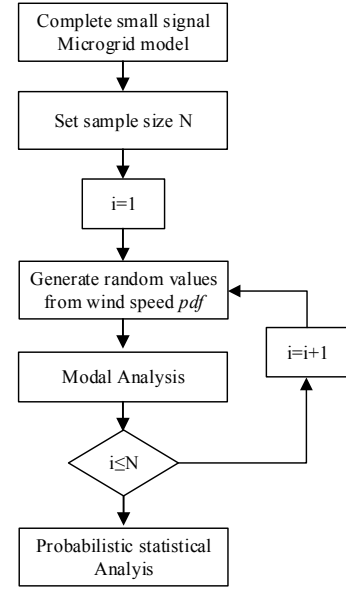 Complete small signal
Microgrid model
Set sample size N
i=1
Generate random values
from wind speed pdf
i=i+1
Modal Analysis
i≤N
Probabilistic statistical
Analyis